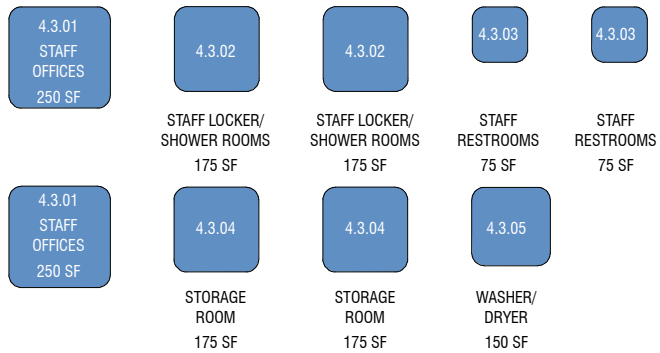 4.3.01
STAFF
OFFICES
250 SF
4.3.02
STAFF LOCKER/
SHOWER ROOMS
175 SF
4.3.02
STAFF LOCKER/
SHOWER ROOMS
175 SF
4.3.03
STAFF
RESTROOMS
75 SF
4.3.03
STAFF
RESTROOMS
75 SF
4.3.01
STAFF
OFFICES
250 SF
4.3.04
STORAGE
ROOM
175 SF
4.3.04
STORAGE
ROOM
175 SF
4.3.05
WASHER/
DRYER
150 SF